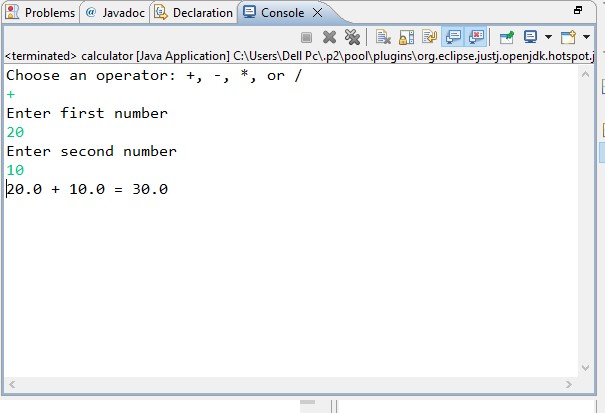 Problems @ Javadoc Declaration Console
<terminated> calculator [Java Application] C:\Users\Dell Pc\.p2\pool\plugins\org.eclipse.justj.openjdk.hotspot.j
Choose an operator: +, -, *, or /
+
Enter first number
20
Enter second number
10
20.0 + 10.0 = 30.0